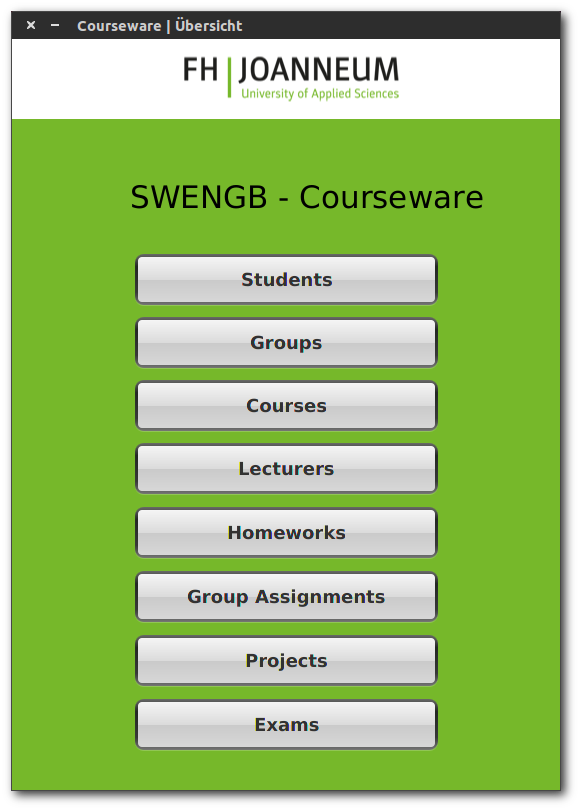 Courseware | Übersicht
FH | JOANNEUM
University of Applied Sciences
SWENGB - Courseware
Students
Groups
Courses
Lecturers
Homeworks
Group Assignments
Projects
Exams